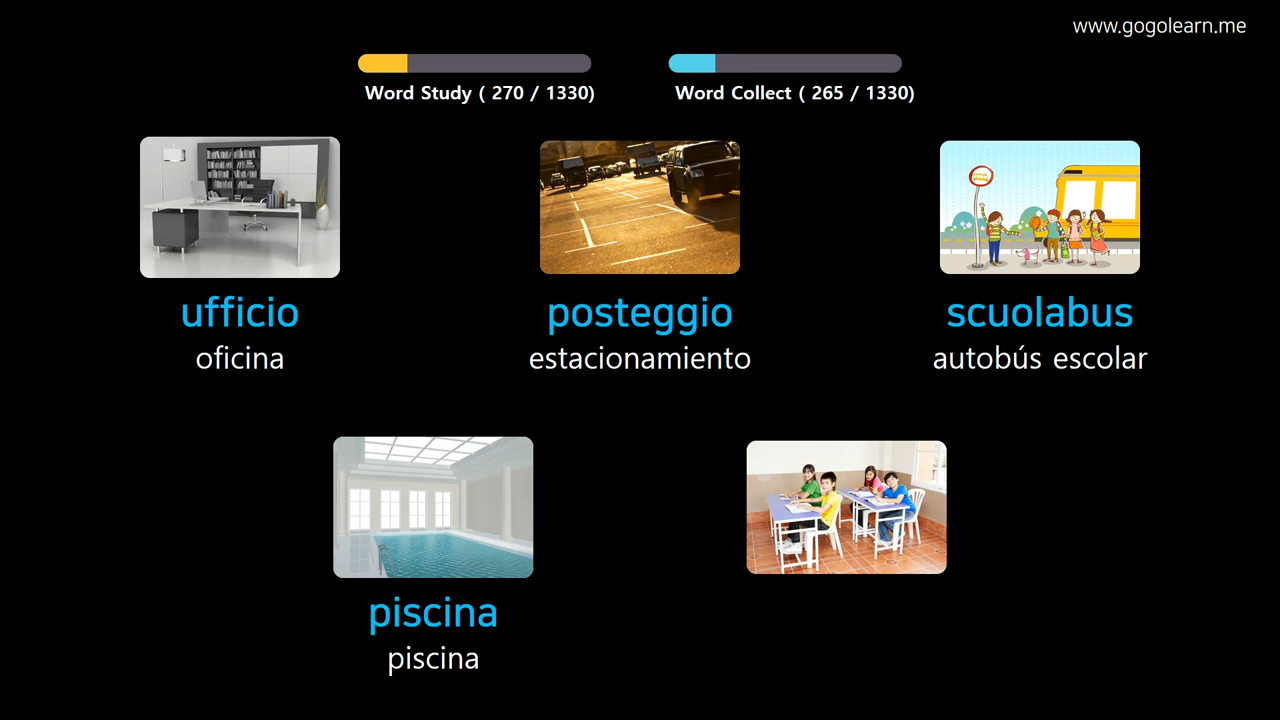 www.gogolearn.me
Word Study ( 270 / 1330)
Word Collect ( 265 / 1330)
ufficio
oficina
posteggio
estacionamiento
scuolabus
autobús escolar
piscina
piscina